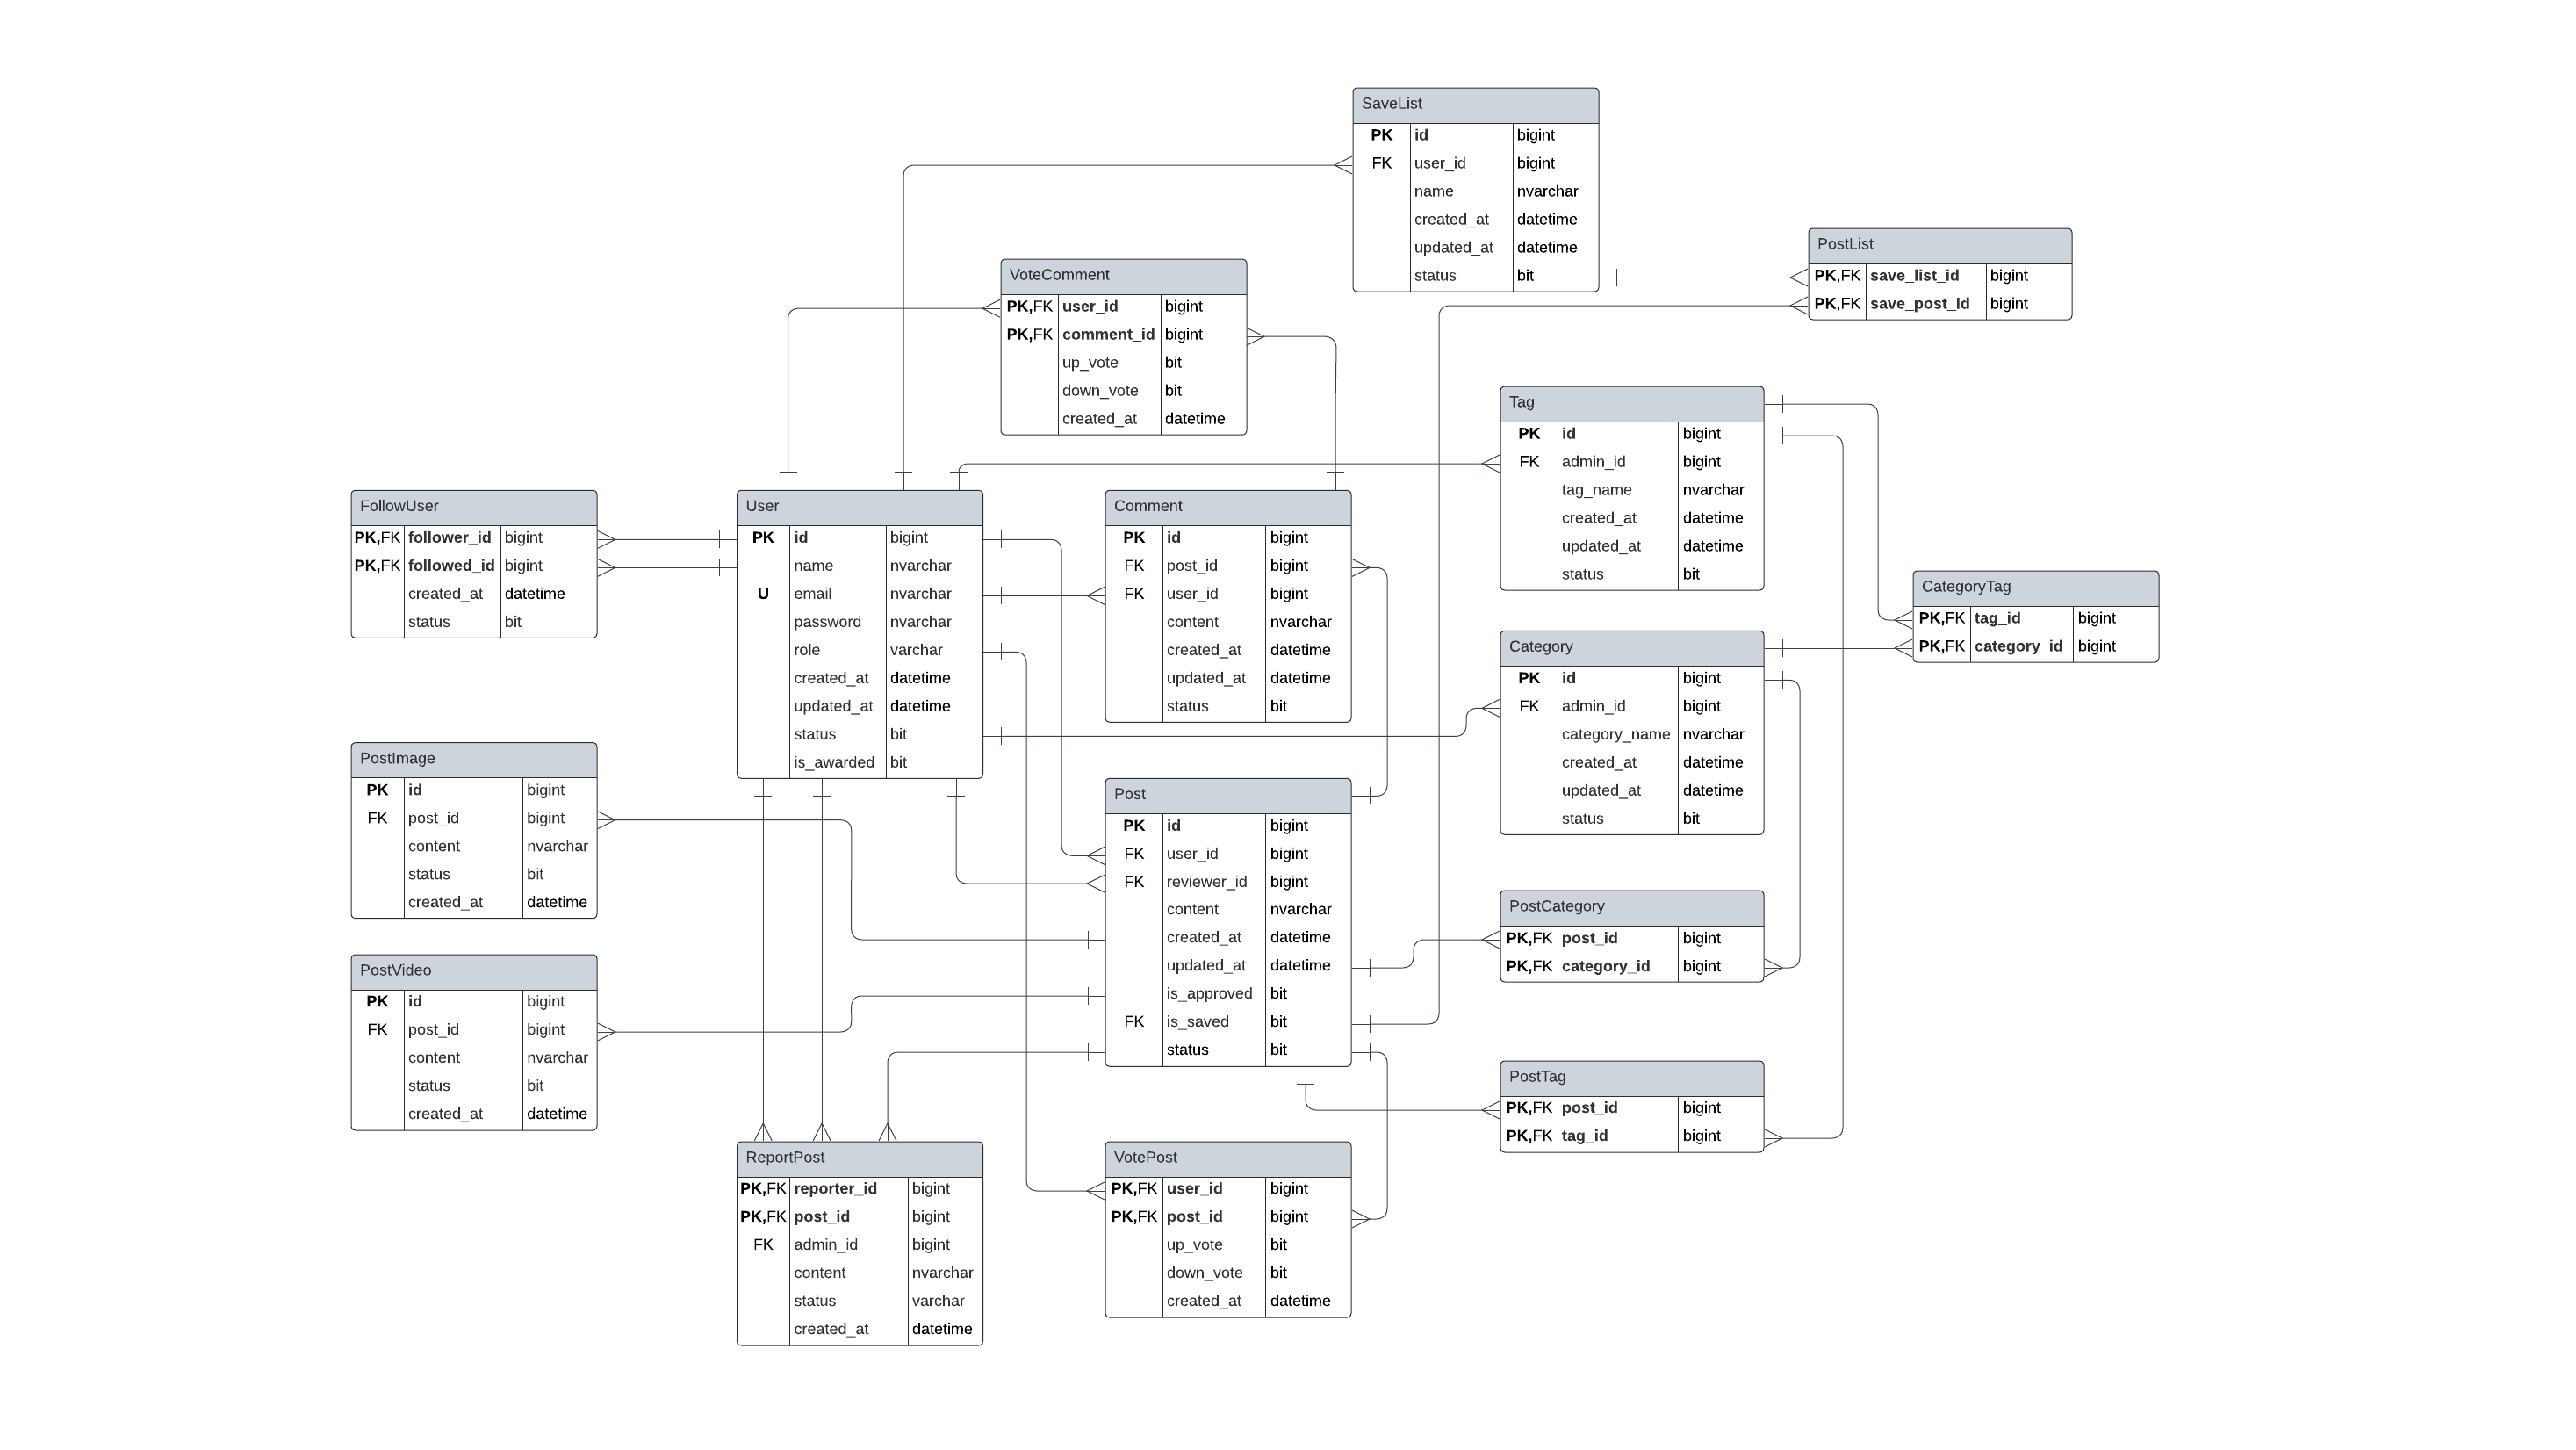 SaveList
PK id bigint
FK user_id bigint
name nvarchar
created_at datetime
updated_at datetime
status bit
PostList
PK,FK save_list_id bigint
PK,FK save_post_Id bigint
VoteComment
PK,FK user_id bigint
PK,FK comment_id bigint
up_vote bit
down_vote bit
created_at datetime
Tag
PK id bigint
FK admin_id bigint
tag_name nvarchar
created_at datetime
updated_at datetime
status bit
FollowUser
PK,FK follower_id bigint
PK,FK followed_id bigint
created_at datetime
status bit
User
PK id bigint
name nvarchar
U email nvarchar
password nvarchar
role varchar
created_at datetime
updated_at datetime
status bit
is_awarded bit
Comment
PK id bigint
FK post_id bigint
FK user_id bigint
content nvarchar
created_at datetime
updated_at datetime
status bit
CategoryTag
PK,FK tag_id bigint
PK,FK category_id bigint
Category
PK id bigint
FK admin_id bigint
category_name nvarchar
created_at datetime
updated_at datetime
status bit
PostImage
PK id bigint
FK post_id bigint
content nvarchar
status bit
created_at datetime
Post
PK id bigint
FK user_id bigint
FK reviewer_id bigint
content nvarchar
created_at datetime
updated_at datetime
is_approved bit
FK is_saved bit
status bit
PostCategory
PK,FK post_id bigint
PK,FK category_id bigint
PostVideo
PK id bigint
FK post_id bigint
content nvarchar
status bit
created_at datetime
PostTag
PK,FK post_id bigint
PK,FK tag_id bigint
ReportPost
PK,FK reporter_id bigint
PK,FK post_id bigint
FK admin_id bigint
content nvarchar
status varchar
created_at datetime
VotePost
PK,FK user_id bigint
PK,FK post_id bigint
up_vote bit
down_vote bit
created_at datetime